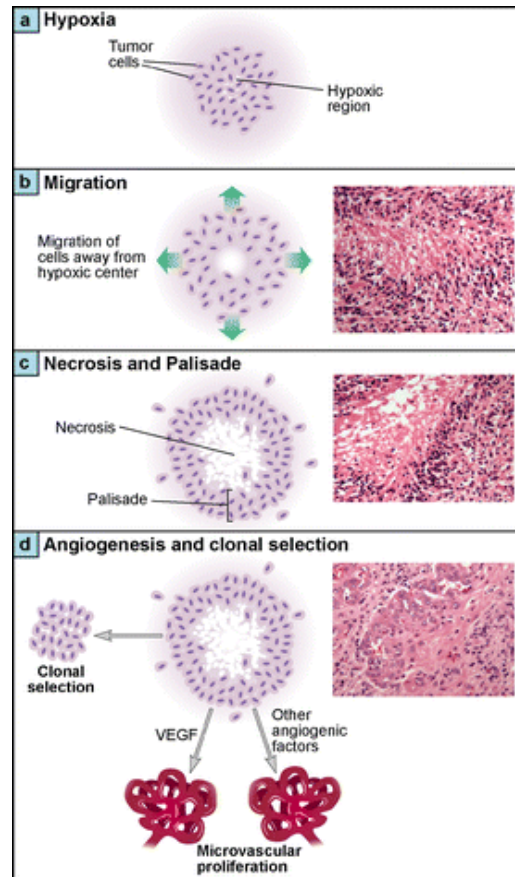 a Hypoxia
Tumor
cells
Hypoxic
region
b Migration
Migration of
cells away from
hypoxic center
c Necrosis and Palisade
Necrosis
Palisade
d Angiogenesis and clonal selection
Clonal
selection
VEGF
Other
angiogenic
factors
Microvascular
proliferation